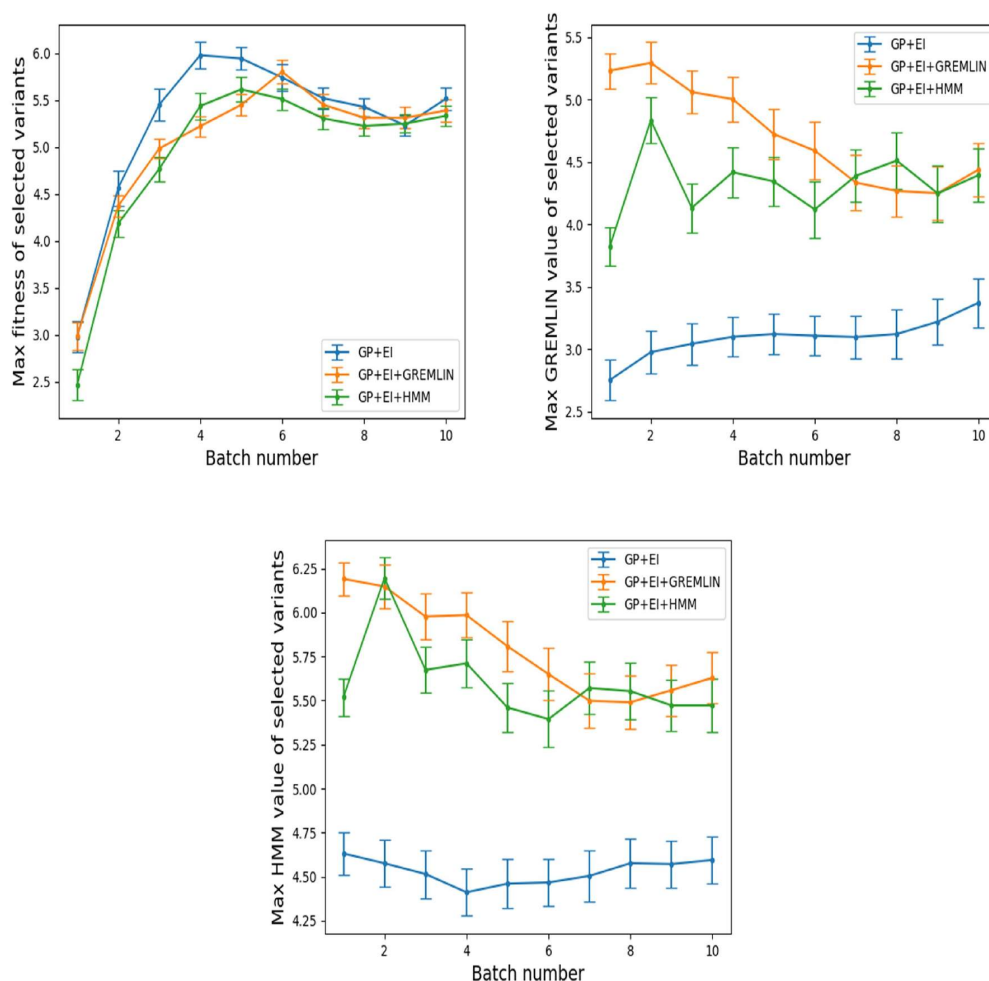 Max fitness of selected variants
6.0
5.5
5.0
4.5
4.0
3.5
3.0
2.5
GP+EI
GP+EI+GREMLIN
GP+EI+HMM
2
4
6
8
10
Batch number
Max GREMLIN value of selected variants
5.5
5.0
4.5
4.0
3.5
3.0
2.5
GP+EI
GP+EI+GREMLIN
GP+EI+HMM
2
4
6
8
10
Batch number
Max HMM value of selected variants
6.25
6.00
5.75
5.50
5.25
5.00
4.75
4.50
4.25
GP+EI
GP+EI+GREMLIN
GP+EI+HMM
2
4
6
8
10
Batch number